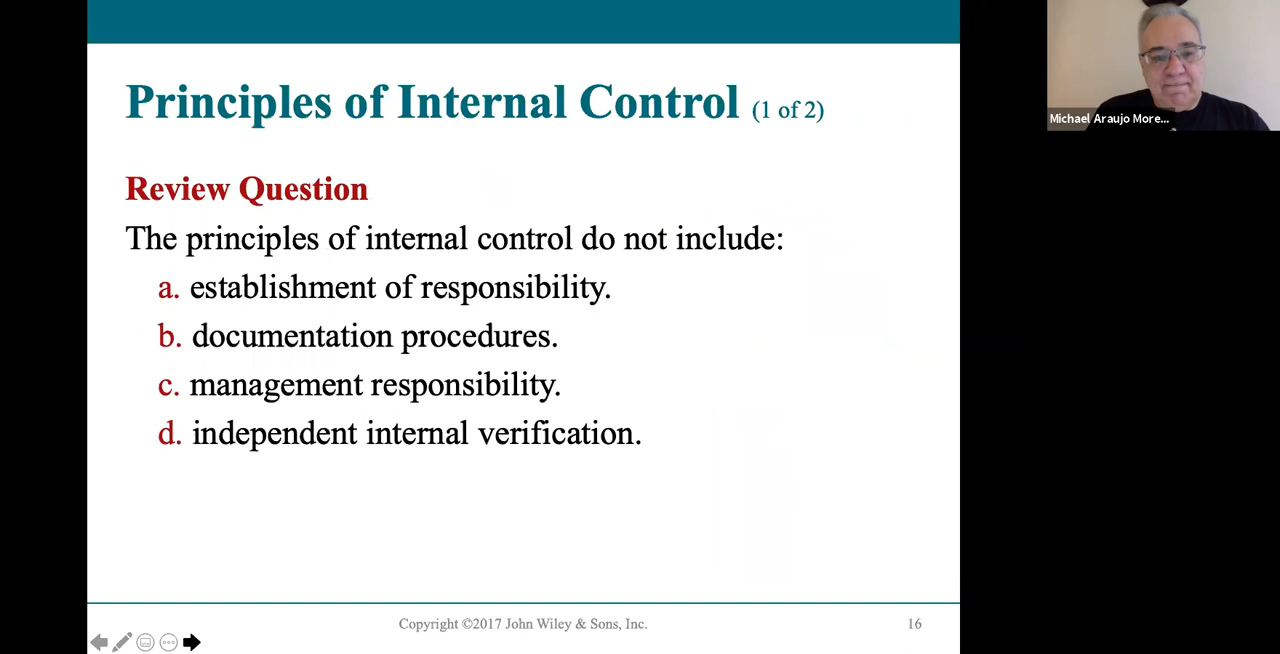 Principles of Internal Control (1 of 2)
Review Question
The principles of internal control do not include:
a. establishment of responsibility.
b. documentation procedures.
c. management responsibility.
d. independent internal verification.
Copyright ©2017 John Wiley & Sons, Inc.
16
Michael Araujo More...